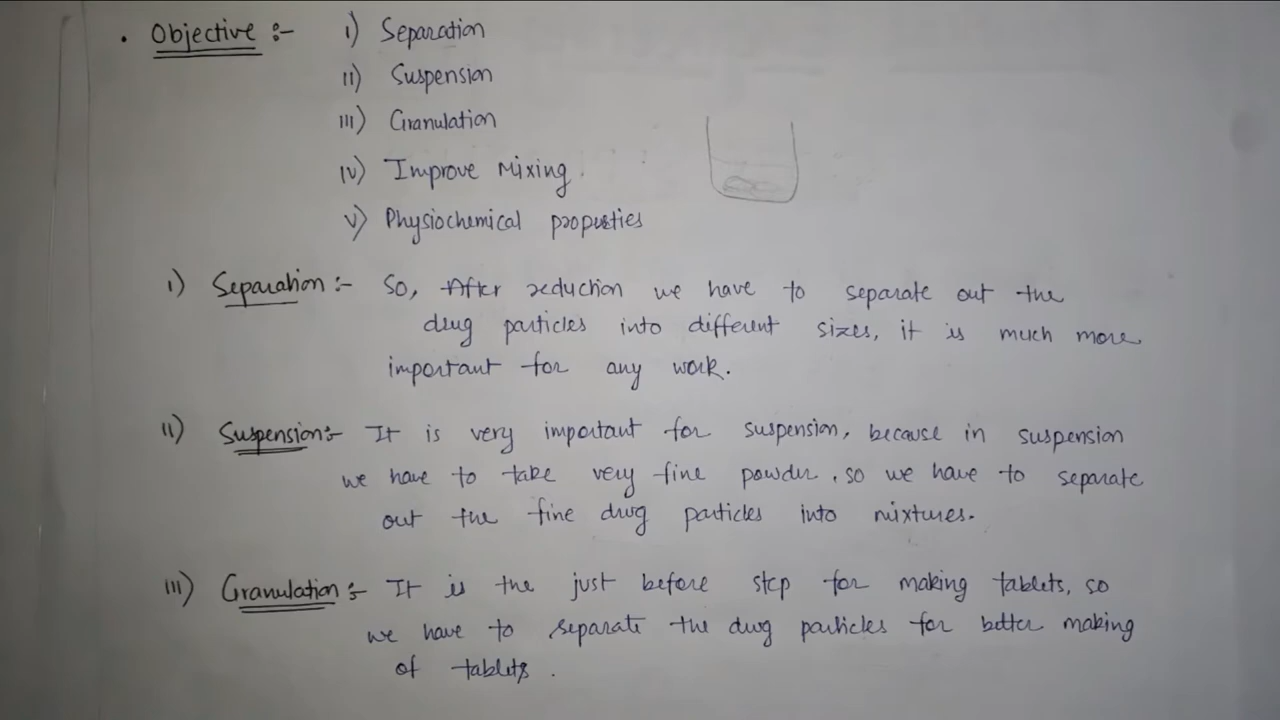 • Objective :- i) Separation
ii) Suspension
iii) Granulation
iv) Improve Mixing.
v) Physiochemical properties
i) Separation :- So, After reduction we have to separate out the
drug particles into different sizes, it is much more
important for any work.
ii) Suspension :- It is very important for suspension, because in suspension
we have to take very fine powder, so we have to separate
out the fine drug particles into mixtures.
iii) Granulation :- It is the just before step for making tablets, so
we have to separate the drug particles for better making
of tablets.